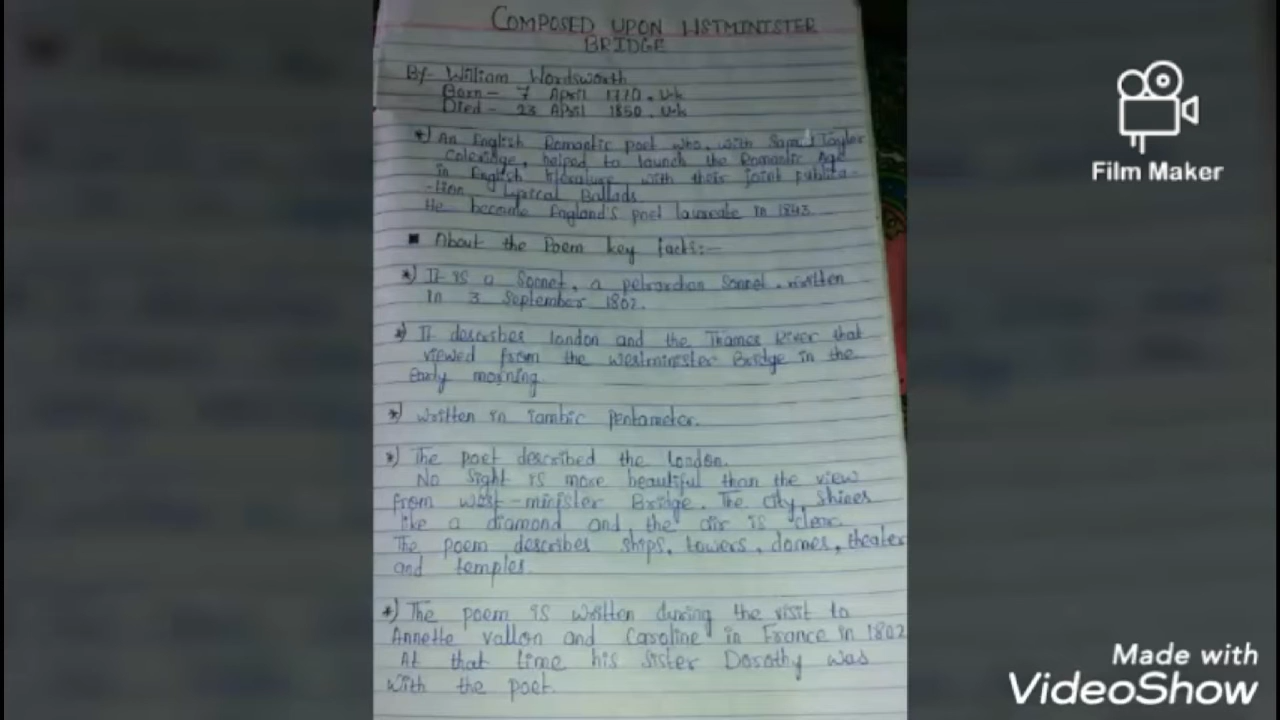 COMPOSED UPON WSTMINISTER
BRIDGE
By- William Wordsworth
Born - 7 April 1770. U.k
Died - 23 April 1850. U.k
*) An English Romantic poet who, with Samuel Taylor
Coleridge, helped to launch the Romantic Age
in English literature with their joint publica-
-tion Lyrical Ballads.
He become England's poet laureate in 1843.
■ About the Poem key facts:-
*) It is a Sonnet, a petrarchan Sonnet. written
in 3 September 1802.
*) It describes london and the Thames River that
viewed from the westminister Bridge in the
Early morning
*) written in iambic pentameter.
*) The poet described the london.
No sight is more beautiful than the view
from west-minister Bridge. The city shines
like a diamond and the air is clear.
The poem describes ships, towers, domes, theater
and temples.
*) The poem is written during the visit to
Annette vallon and Caroline in France in 1802
At that time his sister Dorothy was
with the poet.
Film Maker
Made with
VideoShow